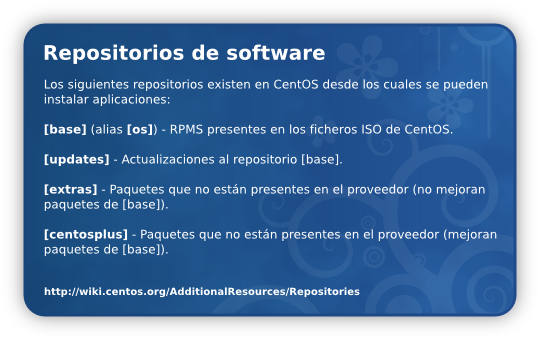 Repositorios de software
Los siguientes repositorios existen en CentOS desde los cuales se pueden
instalar aplicaciones:
[base] (alias [os]) - RPMS presentes en los ficheros ISO de CentOS.
[updates] - Actualizaciones al repositorio [base].
[extras] - Paquetes que no están presentes en el proveedor (no mejoran
paquetes de [base]).
[centosplus] - Paquetes que no están presentes en el proveedor (mejoran
paquetes de [base]).
http://wiki.centos.org/AdditionalResources/Repositories